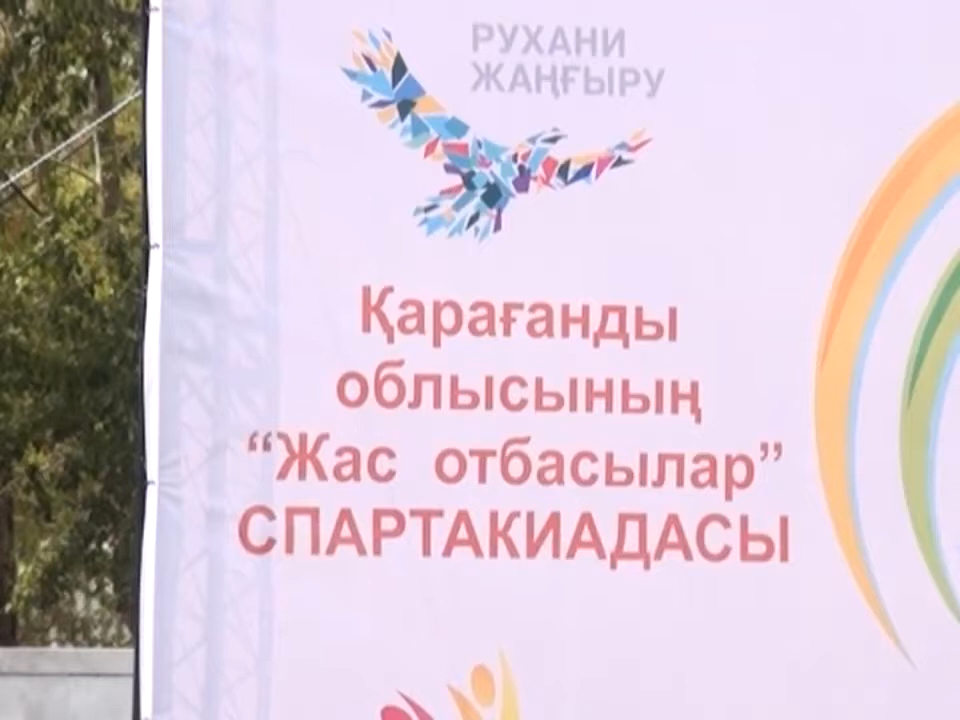 РУХАНИ
ЖАҢҒЫРУ
Қарағанды
облысының
“Жас отбасылар”
СПАРТАКИАДАСЫ